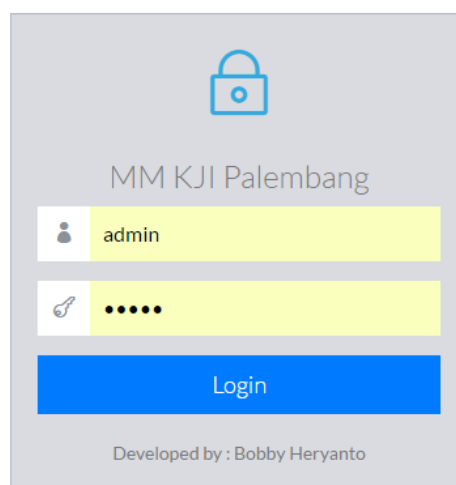 MM KJI Palembang
admin
•••••
Login
Developed by : Bobby Heryanto